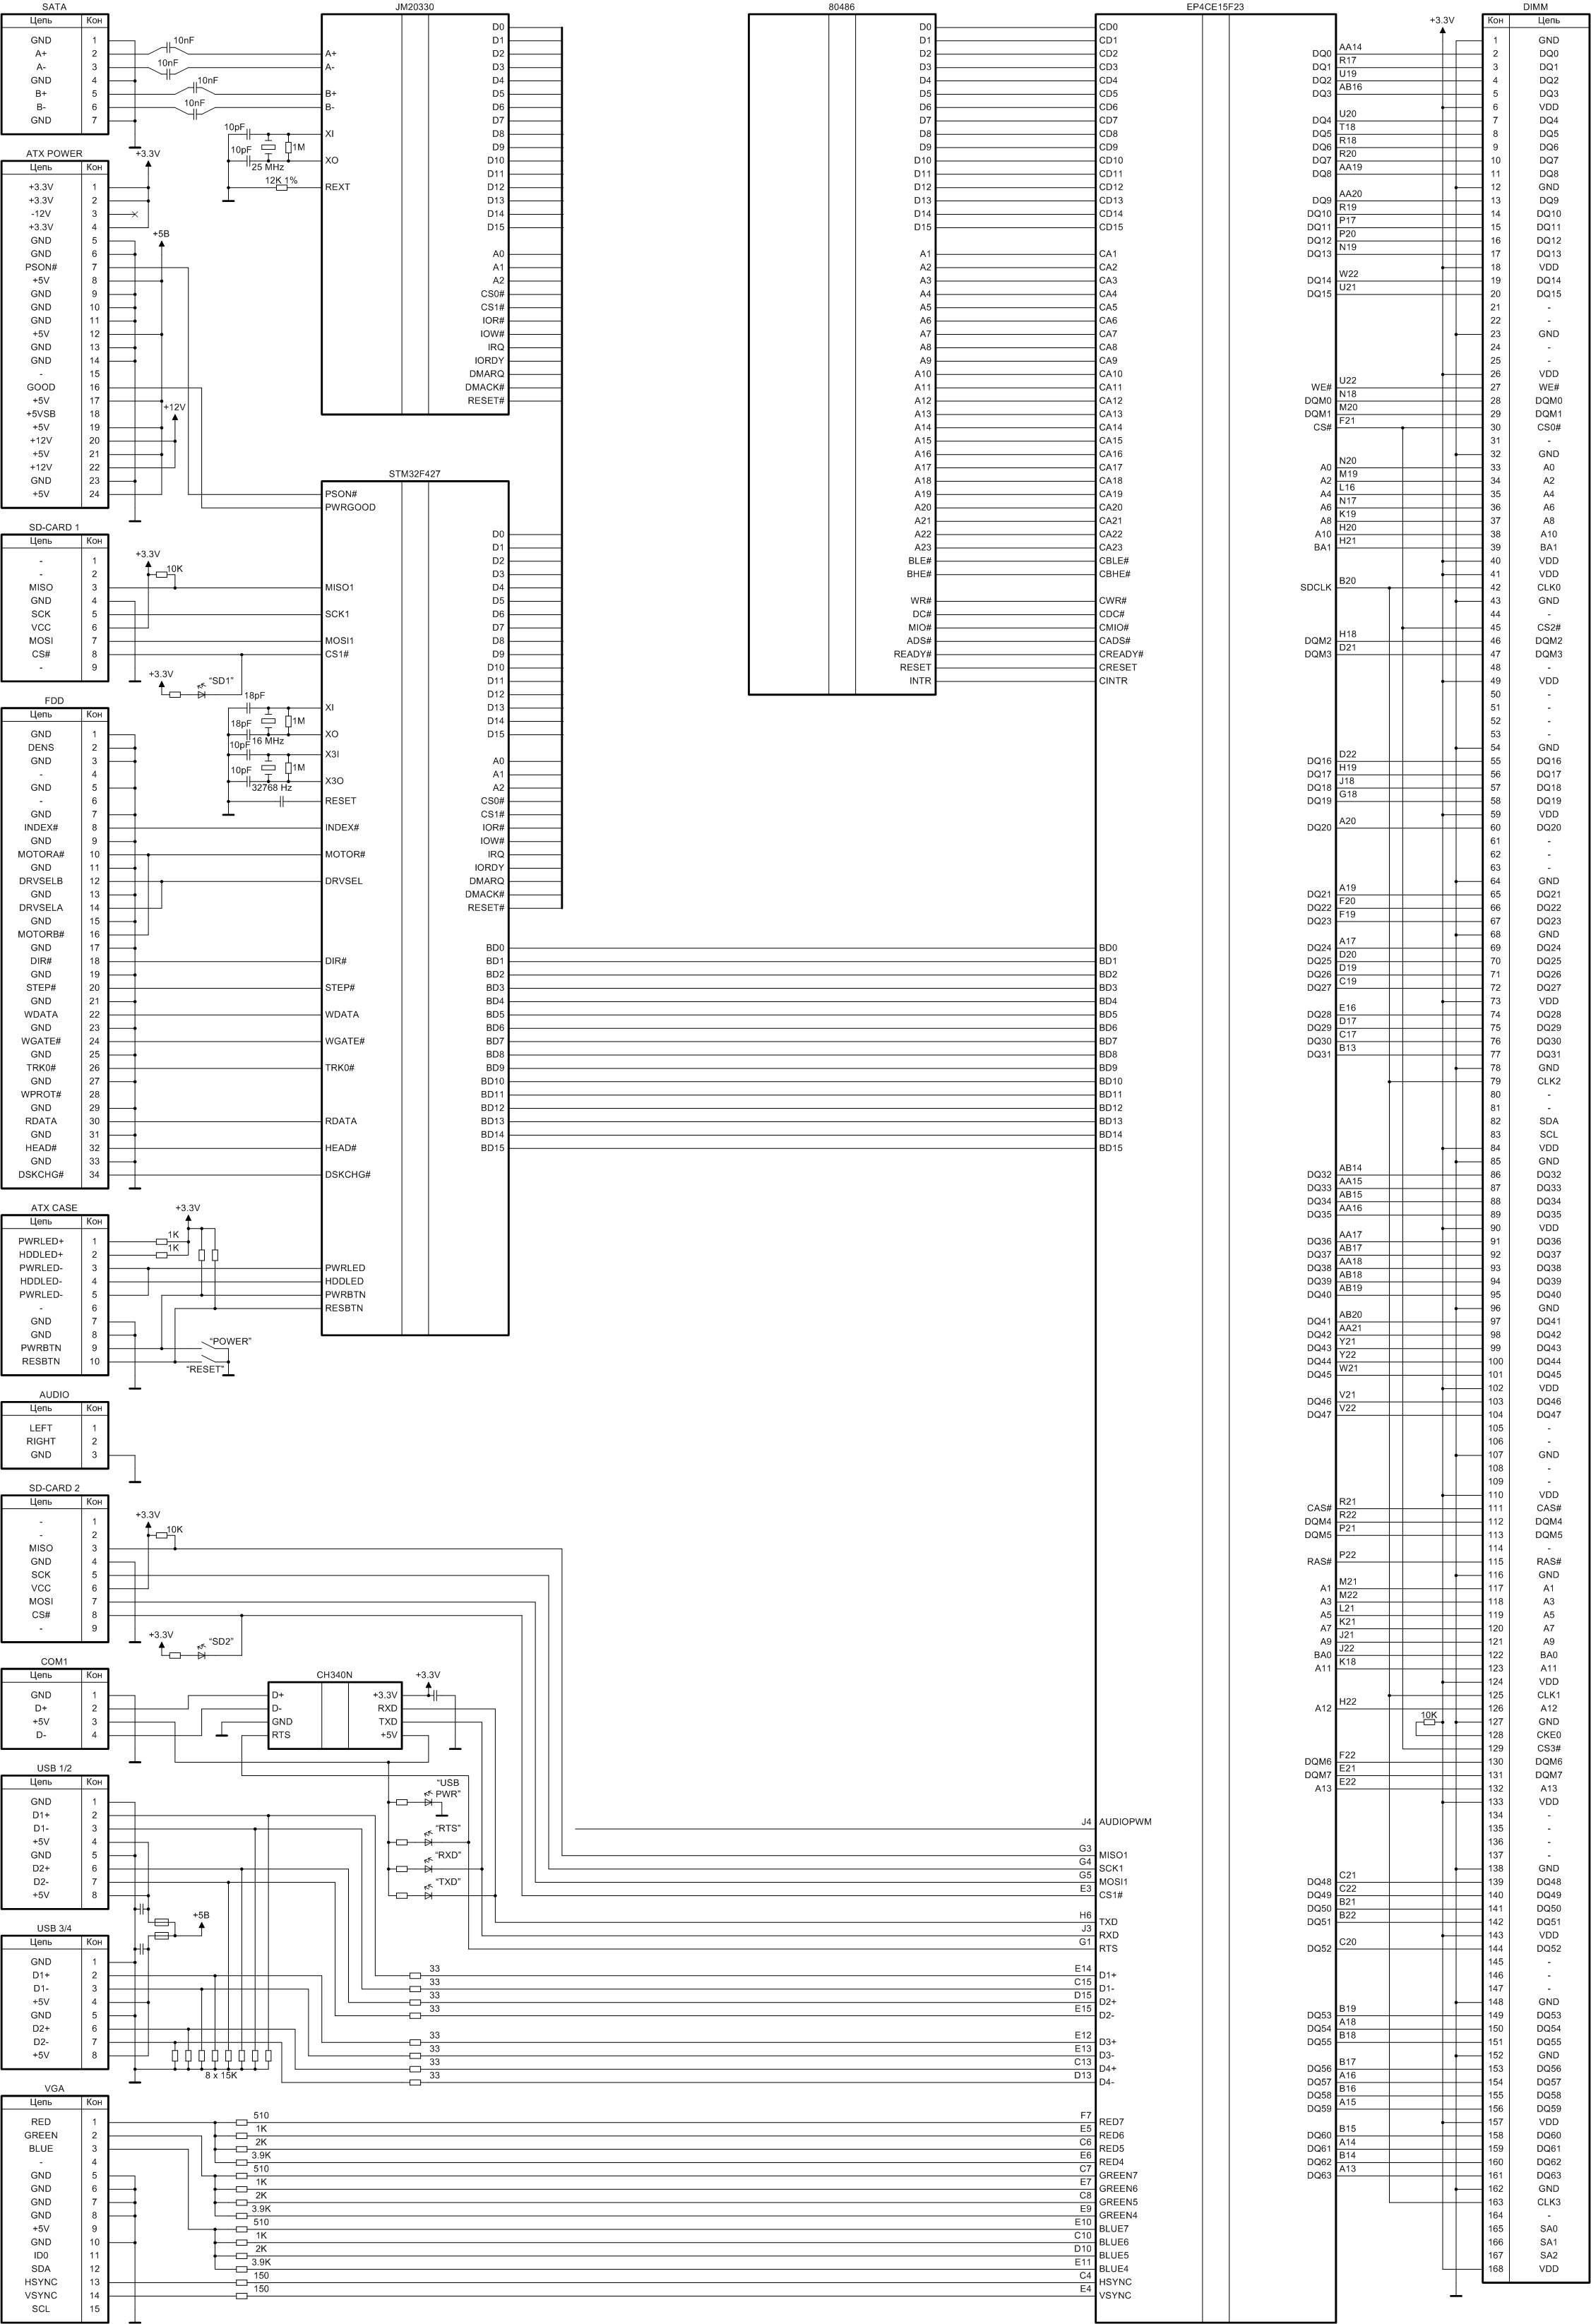 SATA
Цепь Кон
GND 1
A+ 2
A- 3
GND 4
B+ 5
B- 6
GND 7
10nF
10nF
10nF
10nF
ATX POWER
Цепь Кон
+3.3V 1
+3.3V 2
-12V 3
+3.3V 4
GND 5
GND 6
PSON# 7
+5V 8
GND 9
GND 10
GND 11
+5V 12
GND 13
GND 14
- 15
GOOD 16
+5V 17
+5VSB 18
+5V 19
+12V 20
+5V 21
+12V 22
GND 23
+5V 24
+3.3V
+5B
+12V
SD-CARD 1
Цепь Кон
- 1
- 2
MISO 3
GND 4
SCK 5
VCC 6
MOSI 7
CS# 8
- 9
+3.3V
10K
+3.3V
"SD1"
FDD
Цепь Кон
GND 1
DENS 2
GND 3
- 4
GND 5
- 6
GND 7
INDEX# 8
GND 9
MOTORA# 10
GND 11
DRVSELB 12
GND 13
DRVSELA 14
GND 15
MOTORB# 16
GND 17
DIR# 18
GND 19
STEP# 20
GND 21
WDATA 22
GND 23
WGATE# 24
GND 25
TRK0# 26
GND 27
WPROT# 28
GND 29
RDATA 30
GND 31
HEAD# 32
GND 33
DSKCHG# 34
ATX CASE
Цепь Кон
PWRLED+ 1
HDDLED+ 2
PWRLED- 3
HDDLED- 4
PWRLED- 5
- 6
GND 7
GND 8
PWRBTN 9
RESBTN 10
+3.3V
1K
1K
"POWER"
"RESET"
AUDIO
Цепь Кон
LEFT 1
RIGHT 2
GND 3
SD-CARD 2
Цепь Кон
- 1
- 2
MISO 3
GND 4
SCK 5
VCC 6
MOSI 7
CS# 8
- 9
+3.3V
10K
+3.3V
"SD2"
COM1
Цепь Кон
GND 1
D+ 2
+5V 3
D- 4
CH340N
D+ +3.3V
D- RXD
GND TXD
RTS +5V
+3.3V
"USB
PWR"
"RTS"
"RXD"
"TXD"
USB 1/2
Цепь Кон
GND 1
D1+ 2
D1- 3
+5V 4
GND 5
D2+ 6
D2- 7
+5V 8
+5B
USB 3/4
Цепь Кон
GND 1
D1+ 2
D1- 3
+5V 4
GND 5
D2+ 6
D2- 7
+5V 8
8 x 15K
33
33
33
33
33
33
33
33
VGA
Цепь Кон
RED 1
GREEN 2
BLUE 3
- 4
GND 5
GND 6
GND 7
GND 8
+5V 9
GND 10
ID0 11
SDA 12
HSYNC 13
VSYNC 14
SCL 15
510
1K
2K
3.9K
510
1K
2K
3.9K
510
1K
2K
3.9K
150
150
JM20330
A+
A-
B+
B-
XI
XO
REXT
10pF
10pF
1M
25 MHz
12K 1%
D0
D1
D2
D3
D4
D5
D6
D7
D8
D9
D10
D11
D12
D13
D14
D15
A0
A1
A2
CS0#
CS1#
IOR#
IOW#
IRQ
IORDY
DMARQ
DMACK#
RESET#
STM32F427
PSON#
PWRGOOD
MISO1
SCK1
MOSI1
CS1#
XI
XO
X3I
X3O
RESET
INDEX#
MOTOR#
DRVSEL
DIR#
STEP#
WDATA
WGATE#
TRK0#
RDATA
HEAD#
DSKCHG#
PWRLED
HDDLED
PWRBTN
RESBTN
18pF
18pF
1M
16 MHz
10pF
10pF
1M
32768 Hz
D0
D1
D2
D3
D4
D5
D6
D7
D8
D9
D10
D11
D12
D13
D14
D15
A0
A1
A2
CS0#
CS1#
IOR#
IOW#
IRQ
IORDY
DMARQ
DMACK#
RESET#
BD0
BD1
BD2
BD3
BD4
BD5
BD6
BD7
BD8
BD9
BD10
BD11
BD12
BD13
BD14
BD15
80486
D0
D1
D2
D3
D4
D5
D6
D7
D8
D9
D10
D11
D12
D13
D14
D15
A1
A2
A3
A4
A5
A6
A7
A8
A9
A10
A11
A12
A13
A14
A15
A16
A17
A18
A19
A20
A21
A22
A23
BLE#
BHE#
WR#
DC#
MIO#
ADS#
READY#
RESET
INTR
EP4CE15F23
CD0
CD1
CD2
CD3
CD4
CD5
CD6
CD7
CD8
CD9
CD10
CD11
CD12
CD13
CD14
CD15
CA1
CA2
CA3
CA4
CA5
CA6
CA7
CA8
CA9
CA10
CA11
CA12
CA13
CA14
CA15
CA16
CA17
CA18
CA19
CA20
CA21
CA22
CA23
CBLE#
CBHE#
CWR#
CDC#
CMIO#
CADS#
CREADY#
CRESET
CINTR
BD0
BD1
BD2
BD3
BD4
BD5
BD6
BD7
BD8
BD9
BD10
BD11
BD12
BD13
BD14
BD15
J4 AUDIOPWM
G3 MISO1
G4 SCK1
G5 MOSI1
E3 CS1#
H6 TXD
J3 RXD
G1 RTS
E14 D1+
C15 D1-
D15 D2+
E15 D2-
E12 D3+
E13 D3-
C13 D4+
D13 D4-
F7 RED7
E5 RED6
C6 RED5
E6 RED4
C7 GREEN7
E7 GREEN6
C8 GREEN5
E9 GREEN4
E10 BLUE7
C10 BLUE6
D10 BLUE5
E11 BLUE4
C4 HSYNC
E4 VSYNC
DQ0 AA14
DQ1 R17
DQ2 U19
DQ3 AB16
DQ4 U20
DQ5 T18
DQ6 R18
DQ7 R20
DQ8 AA19
DQ9 AA20
DQ10 R19
DQ11 P17
DQ12 P20
DQ13 N19
DQ14 W22
DQ15 U21
WE# U22
DQM0 N18
DQM1 M20
CS# F21
A0 N20
A2 M19
A4 L16
A6 N17
A8 K19
A10 H20
BA1 H21
SDCLK B20
DQM2 H18
DQM3 D21
DQ16 D22
DQ17 H19
DQ18 J18
DQ19 G18
DQ20 A20
DQ21 A19
DQ22 F20
DQ23 F19
DQ24 A17
DQ25 D20
DQ26 D19
DQ27 C19
DQ28 E16
DQ29 D17
DQ30 C17
DQ31 B13
DQ32 AB14
DQ33 AA15
DQ34 AB15
DQ35 AA16
DQ36 AA17
DQ37 AB17
DQ38 AA18
DQ39 AB18
DQ40 AB19
DQ41 AB20
DQ42 AA21
DQ43 Y21
DQ44 Y22
DQ45 W21
DQ46 V21
DQ47 V22
CAS# R21
DQM4 R22
DQM5 P21
RAS# P22
A1 M21
A3 M22
A5 L21
A7 K21
A9 J21
BA0 J22
A11 K18
A12 H22
DQM6 F22
DQM7 E21
A13 E22
DQ48 C21
DQ49 C22
DQ50 B21
DQ51 B22
DQ52 C20
DQ53 B19
DQ54 A18
DQ55 B18
DQ56 B17
DQ57 A16
DQ58 B16
DQ59 A15
DQ60 B15
DQ61 A14
DQ62 B14
DQ63 A13
+3.3V
10K
DIMM
Кон Цепь
1 GND
2 DQ0
3 DQ1
4 DQ2
5 DQ3
6 VDD
7 DQ4
8 DQ5
9 DQ6
10 DQ7
11 DQ8
12 GND
13 DQ9
14 DQ10
15 DQ11
16 DQ12
17 DQ13
18 VDD
19 DQ14
20 DQ15
21 -
22 -
23 GND
24 -
25 -
26 VDD
27 WE#
28 DQM0
29 DQM1
30 CS0#
31 -
32 GND
33 A0
34 A2
35 A4
36 A6
37 A8
38 A10
39 BA1
40 VDD
41 VDD
42 CLK0
43 GND
44 -
45 CS2#
46 DQM2
47 DQM3
48 -
49 VDD
50 -
51 -
52 -
53 -
54 GND
55 DQ16
56 DQ17
57 DQ18
58 DQ19
59 VDD
60 DQ20
61 -
62 -
63 -
64 GND
65 DQ21
66 DQ22
67 DQ23
68 GND
69 DQ24
70 DQ25
71 DQ26
72 DQ27
73 VDD
74 DQ28
75 DQ29
76 DQ30
77 DQ31
78 GND
79 CLK2
80 -
81 -
82 SDA
83 SCL
84 VDD
85 GND
86 DQ32
87 DQ33
88 DQ34
89 DQ35
90 VDD
91 DQ36
92 DQ37
93 DQ38
94 DQ39
95 DQ40
96 GND
97 DQ41
98 DQ42
99 DQ43
100 DQ44
101 DQ45
102 VDD
103 DQ46
104 DQ47
105 -
106 -
107 GND
108 -
109 -
110 VDD
111 CAS#
112 DQM4
113 DQM5
114 -
115 RAS#
116 GND
117 A1
118 A3
119 A5
120 A7
121 A9
122 BA0
123 A11
124 VDD
125 CLK1
126 A12
127 GND
128 CKE0
129 CS3#
130 DQM6
131 DQM7
132 A13
133 VDD
134 -
135 -
136 -
137 -
138 GND
139 DQ48
140 DQ49
141 DQ50
142 DQ51
143 VDD
144 DQ52
145 -
146 -
147 -
148 GND
149 DQ53
150 DQ54
151 DQ55
152 GND
153 DQ56
154 DQ57
155 DQ58
156 DQ59
157 VDD
158 DQ60
159 DQ61
160 DQ62
161 DQ63
162 GND
163 CLK3
164 -
165 SA0
166 SA1
167 SA2
168 VDD